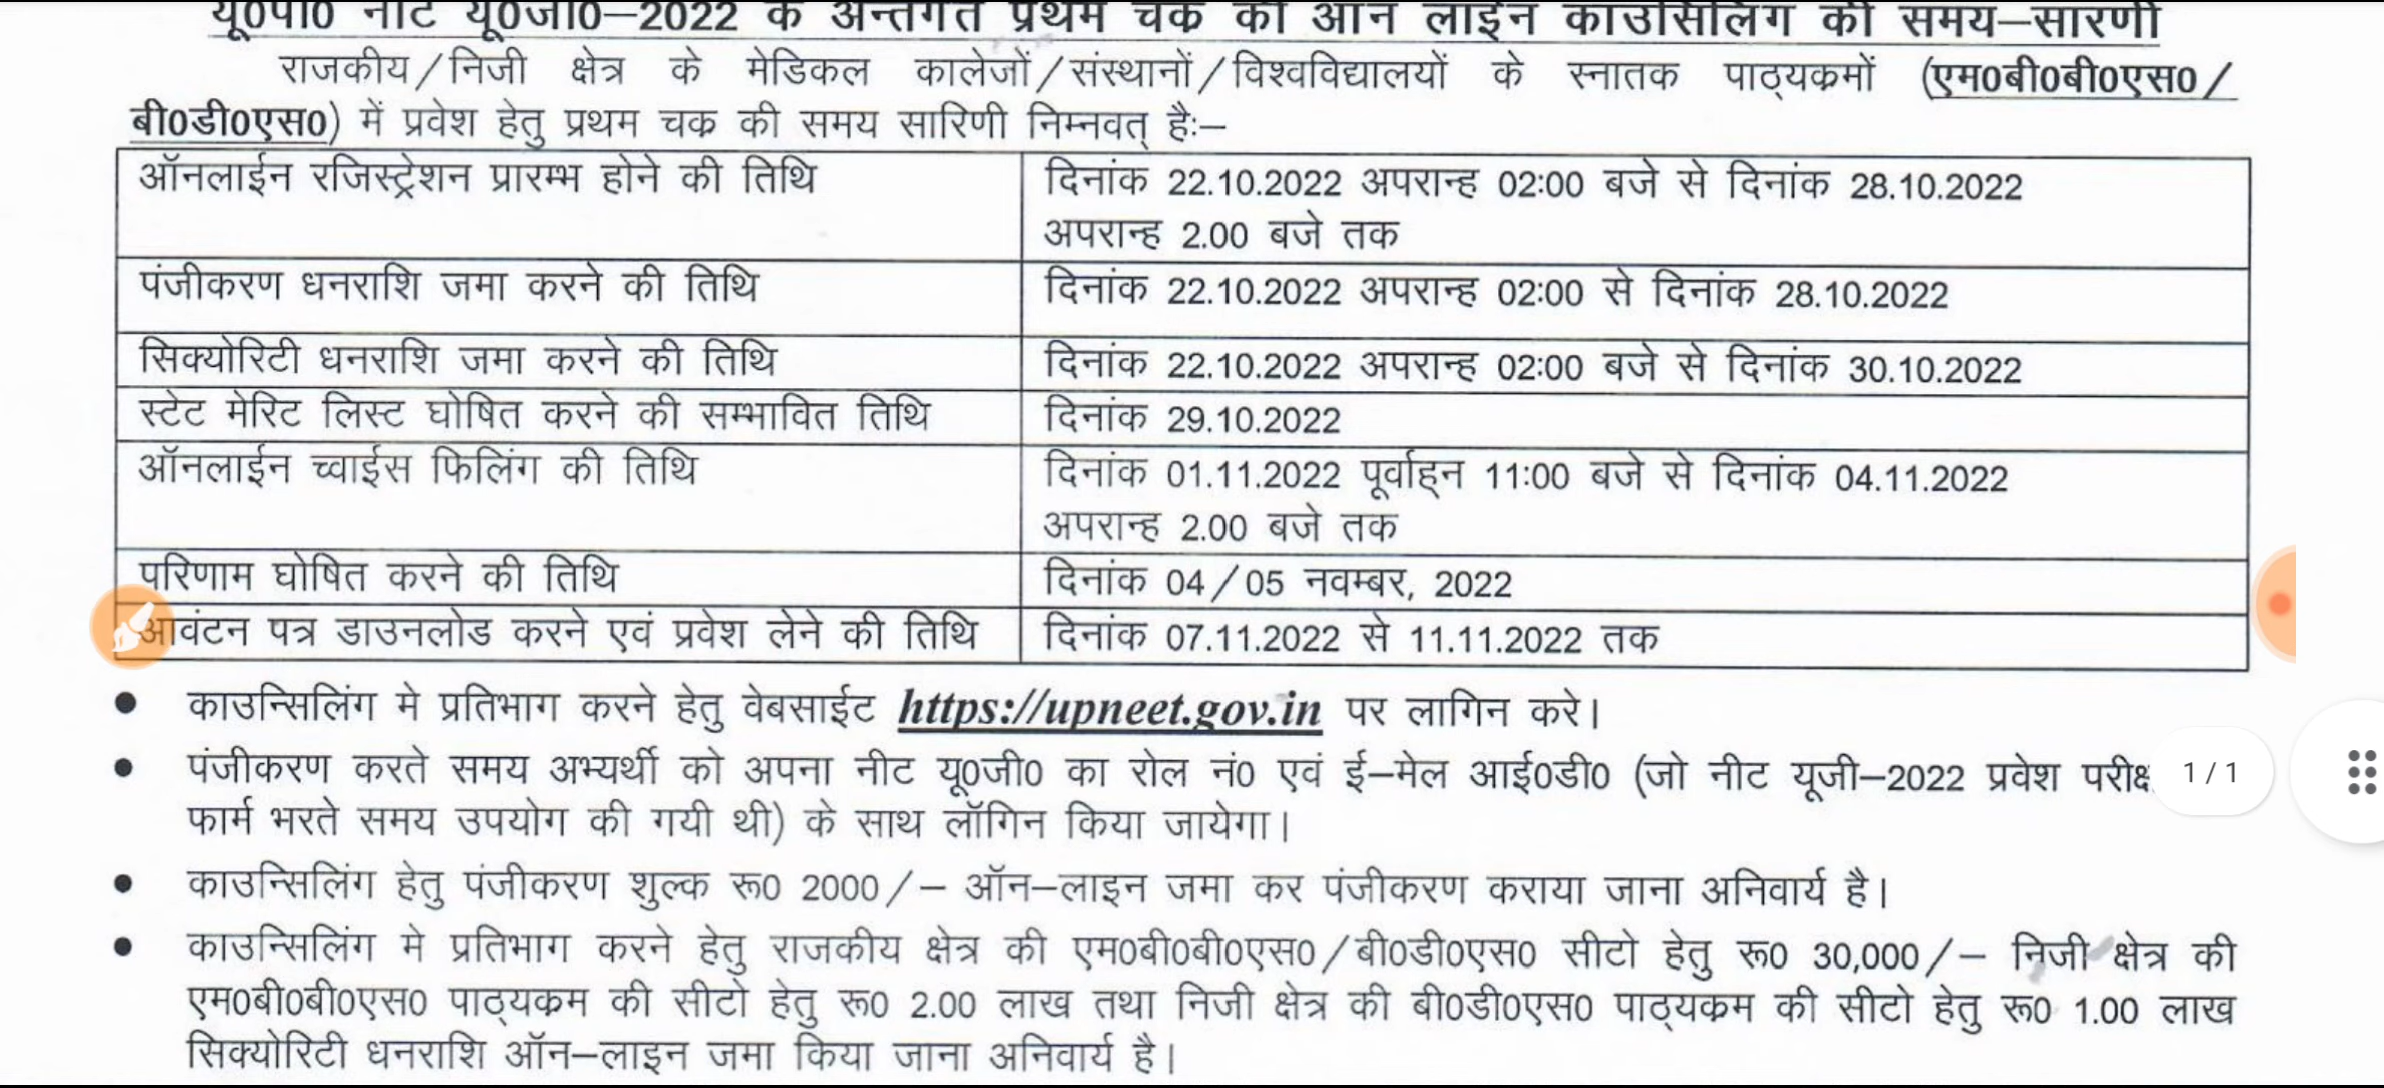 यू0पी0 नीट यू0जी0–2022 के अन्तर्गत प्रथम चक्र की ऑन लाईन काउंसिलिंग की समय–सारणी
राजकीय/निजी क्षेत्र के मेडिकल कालेजों/संस्थानों/विश्वविद्यालयों के स्नातक पाठ्यक्रमों (एम0बी0बी0एस0/
बी0डी0एस0) में प्रवेश हेतु प्रथम चक्र की समय सारिणी निम्नवत् हैः–
ऑनलाईन रजिस्ट्रेशन प्रारम्भ होने की तिथि
दिनांक 22.10.2022 अपरान्ह 02:00 बजे से दिनांक 28.10.2022
अपरान्ह 2.00 बजे तक
पंजीकरण धनराशि जमा करने की तिथि
दिनांक 22.10.2022 अपरान्ह 02:00 से दिनांक 28.10.2022
सिक्योरिटी धनराशि जमा करने की तिथि
दिनांक 22.10.2022 अपरान्ह 02:00 बजे से दिनांक 30.10.2022
स्टेट मेरिट लिस्ट घोषित करने की सम्भावित तिथि
दिनांक 29.10.2022
ऑनलाईन च्वाईस फिलिंग की तिथि
दिनांक 01.11.2022 पूर्वाह्न 11:00 बजे से दिनांक 04.11.2022
अपरान्ह 2.00 बजे तक
परिणाम घोषित करने की तिथि
दिनांक 04/05 नवम्बर, 2022
आवंटन पत्र डाउनलोड करने एवं प्रवेश लेने की तिथि
दिनांक 07.11.2022 से 11.11.2022 तक
● काउन्सिलिंग मे प्रतिभाग करने हेतु वेबसाईट https://upneet.gov.in पर लागिन करे।
● पंजीकरण करते समय अभ्यर्थी को अपना नीट यू0जी0 का रोल नं0 एवं ई–मेल आई0डी0 (जो नीट यूजी–2022 प्रवेश
फार्म भरते समय उपयोग की गयी थी) के साथ लॉगिन किया जायेगा।
1/1
● काउन्सिलिंग हेतु पंजीकरण शुल्क रू0 2000/– ऑन–लाइन जमा कर पंजीकरण कराया जाना अनिवार्य है।
● काउन्सिलिंग मे प्रतिभाग करने हेतु राजकीय क्षेत्र की एम0बी0बी0एस0/बी0डी0एस0 सीटो हेतु रू0 30,000/– निजी क्षेत्र की
एम0बी0बी0एस0 पाठ्यक्रम की सीटो हेतु रू0 2.00 लाख तथा निजी क्षेत्र की बी0डी0एस0 पाठ्यक्रम की सीटो हेतु रू0 1.00 लाख
सिक्योरिटी धनराशि ऑन–लाइन जमा किया जाना अनिवार्य है।